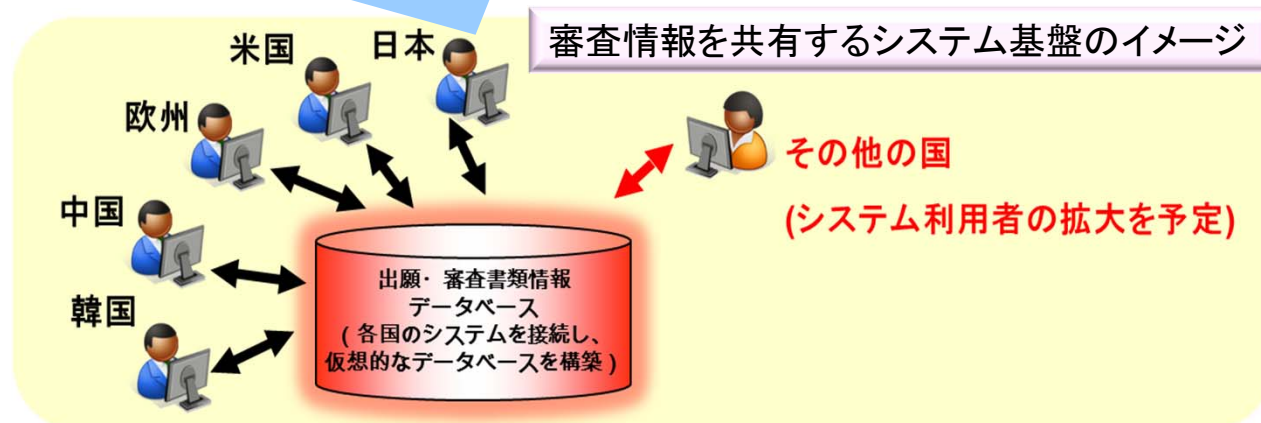 審査情報を共有するシステム基盤のイメージ
米国
日本
欧州
中国
韓国
その他の国
(システム利用者の拡大を予定)
出願・審査書類情報
データベース
(各国のシステムを接続し、
仮想的なデータベースを構築)